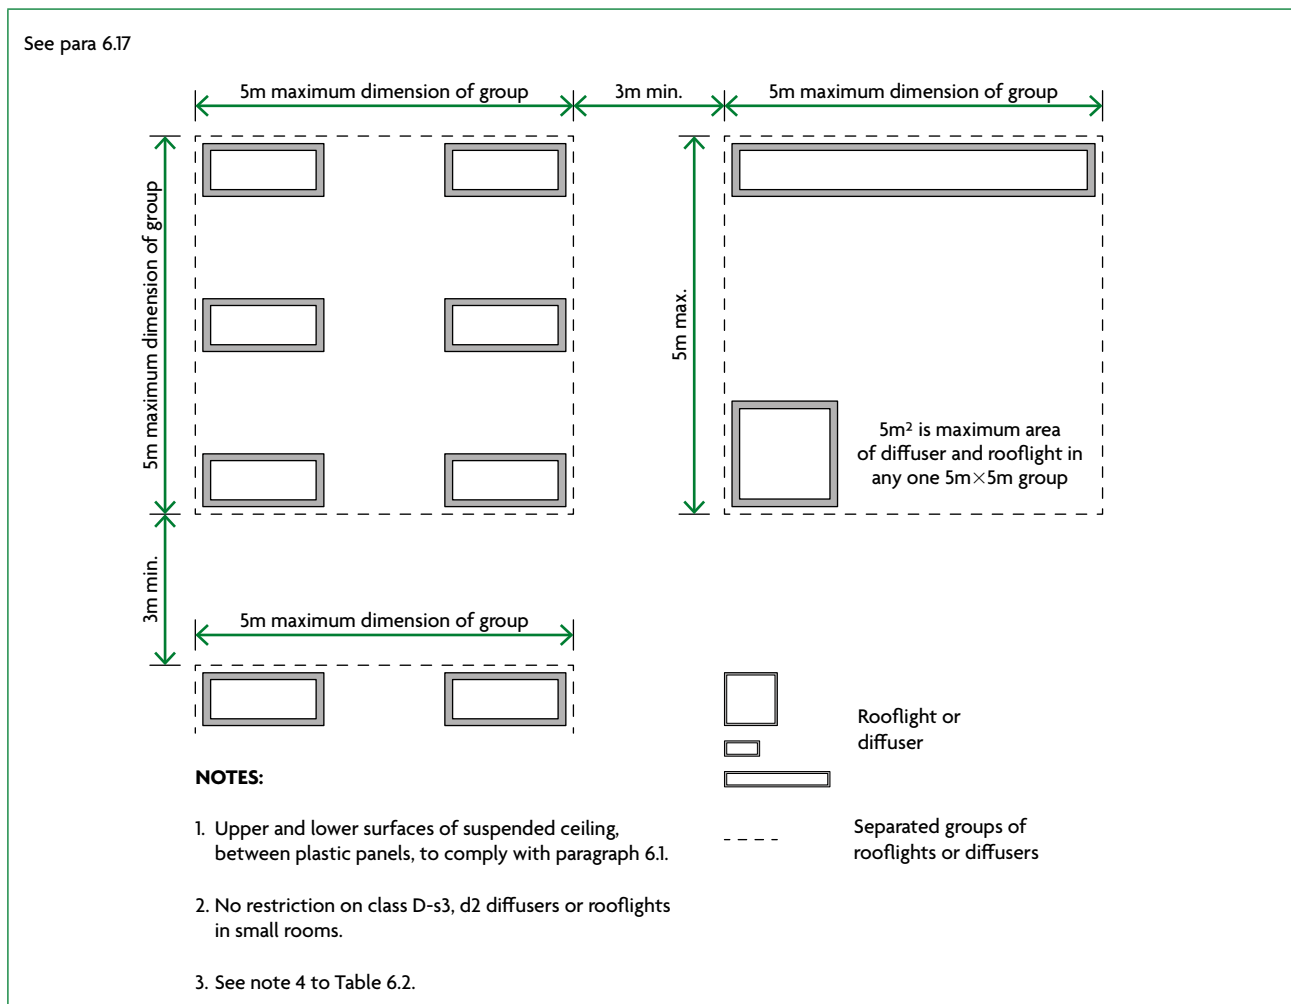 See para 6.17
5m maximum dimension of group
3m min.
5m maximum dimension of group
5m maximum dimension of group
5m max.
5m² is maximum area
of diffuser and rooflight in
any one 5m×5m group
3m min.
5m maximum dimension of group
Rooflight or
diffuser
Separated groups of
rooflights or diffusers
NOTES:
1. Upper and lower surfaces of suspended ceiling,
between plastic panels, to comply with paragraph 6.1.
2. No restriction on class D-s3, d2 diffusers or rooflights
in small rooms.
3. See note 4 to Table 6.2.